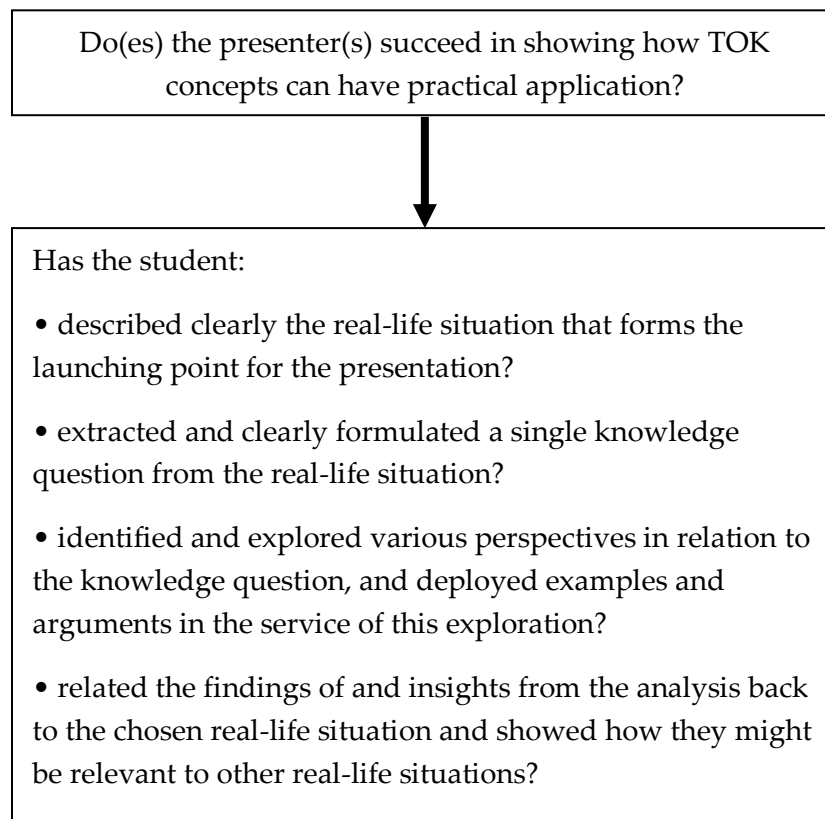 Do(es) the presenter(s) succeed in showing how TOK
concepts can have practical application?
Has the student:
• described clearly the real-life situation that forms the
launching point for the presentation?
• extracted and clearly formulated a single knowledge
question from the real-life situation?
• identified and explored various perspectives in relation to
the knowledge question, and deployed examples and
arguments in the service of this exploration?
• related the findings of and insights from the analysis back
to the chosen real-life situation and showed how they might
be relevant to other real-life situations?